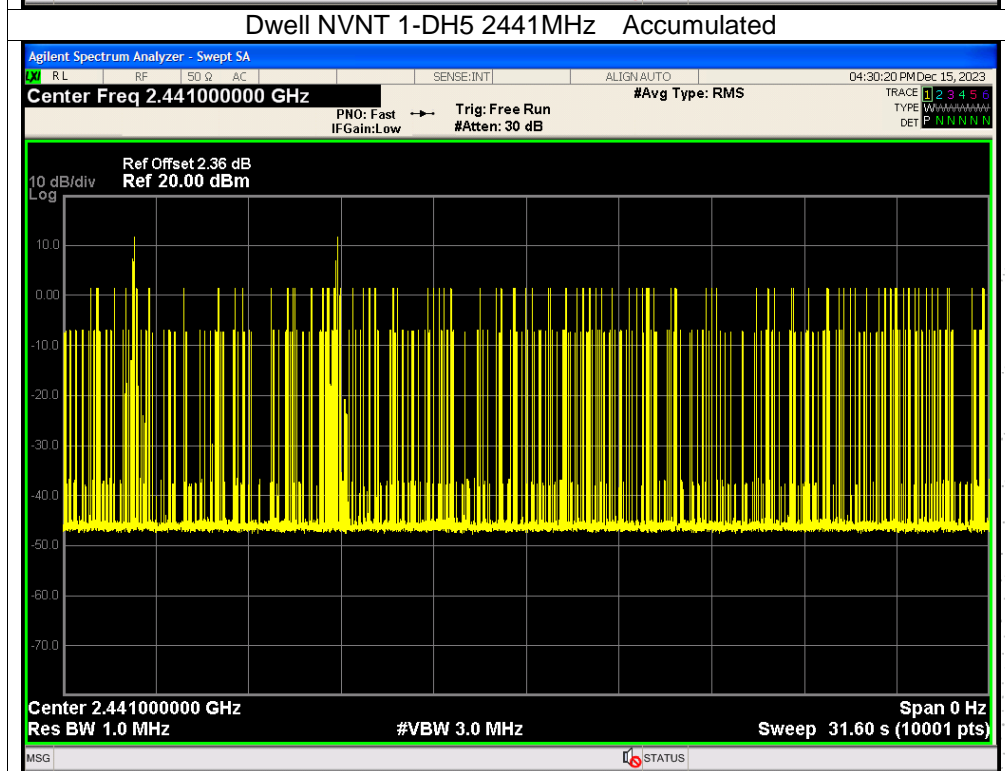 Dwell NVNT 1-DH5 2441MHz Accumulated
Agilent Spectrum Analyzer - Swept SA
LXI RL RF 50 Ω AC SENSE:INT ALIGN AUTO 04:30:20 PM Dec 15, 2023
Center Freq 2.441000000 GHz #Avg Type: RMS TRACE 1 2 3 4 5 6
PNO: Fast Trig: Free Run TYPE W
IFGain:Low #Atten: 30 dB DET P N N N N N
Ref Offset 2.36 dB
10 dB/div Ref 20.00 dBm
Log
10.0
0.00
-10.0
-20.0
-30.0
-40.0
-50.0
-60.0
-70.0
Center 2.441000000 GHz Span 0 Hz
Res BW 1.0 MHz #VBW 3.0 MHz Sweep 31.60 s (10001 pts)
MSG STATUS